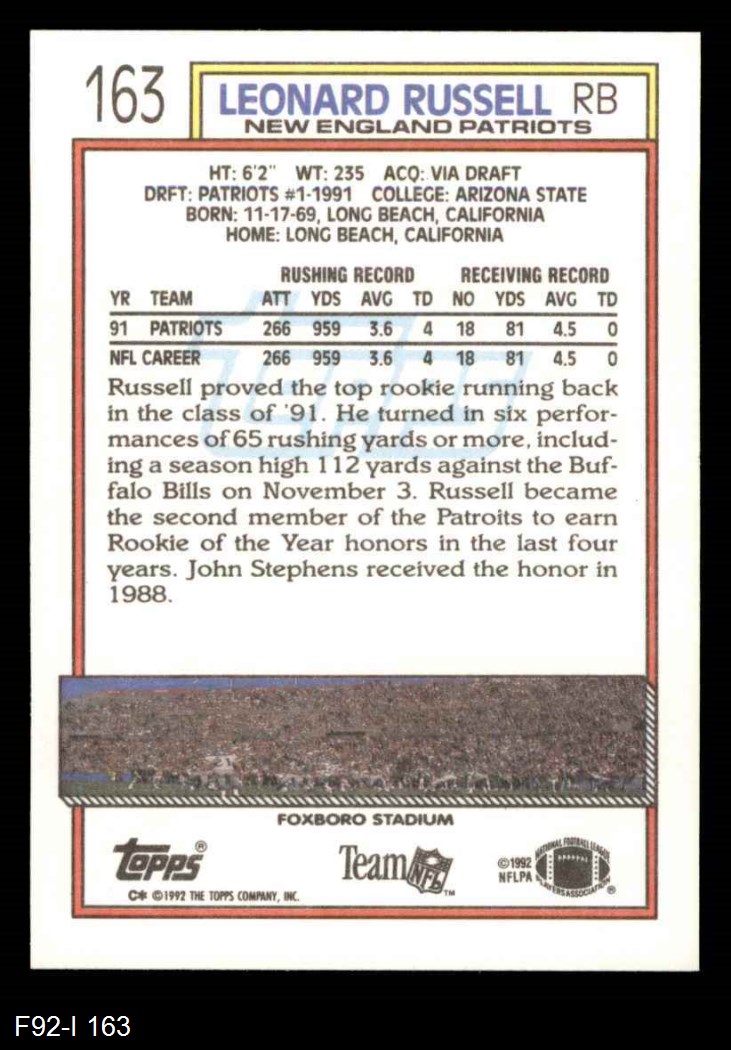 163
LEONARD RUSSELL RB
NEW ENGLAND PATRIOTS
HT: 6'2" WT: 235 ACQ: VIA DRAFT
DRFT: PATRIOTS #1-1991 COLLEGE: ARIZONA STATE
BORN: 11-17-69, LONG BEACH, CALIFORNIA
HOME: LONG BEACH, CALIFORNIA
RUSHING RECORD RECEIVING RECORD
YR TEAM ATT YDS AVG TD NO YDS AVG TD
91 PATRIOTS 266 959 3.6 4 18 81 4.5 0
NFL CAREER 266 959 3.6 4 18 81 4.5 0
Russell proved the top rookie running back
in the class of '91. He turned in six perfor-
mances of 65 rushing yards or more, includ-
ing a season high 112 yards against the Buf-
falo Bills on November 3. Russell became
the second member of the Patroits to earn
Rookie of the Year honors in the last four
years. John Stephens received the honor in
1988.
FOXBORO STADIUM
Topps®
C* ©1992 THE TOPPS COMPANY, INC.
Team NFL™
©1992
NFLPA
NATIONAL FOOTBALL LEAGUE
PLAYERS ASSOCIATION ®
F92-I 163